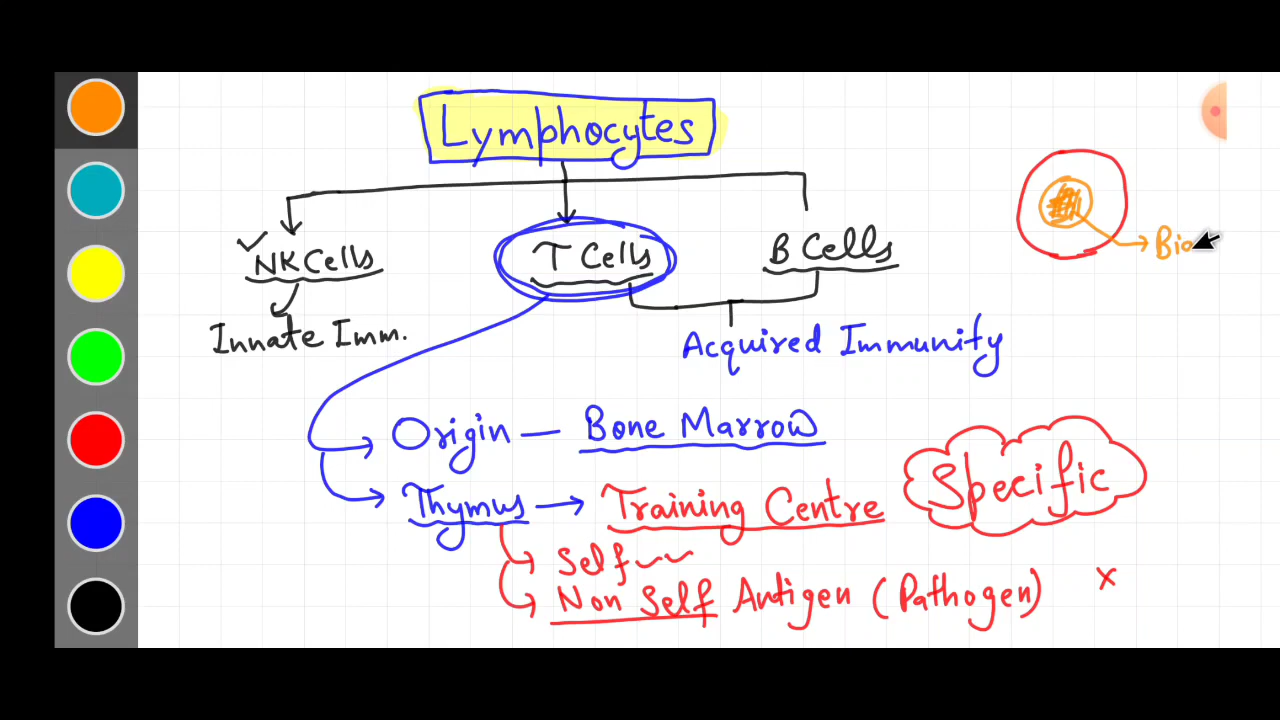 Lymphocytes
NK Cells
T Cells
B Cells
Bio
Innate Imm.
Acquired Immunity
Origin — Bone Marrow
Thymus → Training Centre
Specific
Self
Non Self Antigen (Pathogen) x